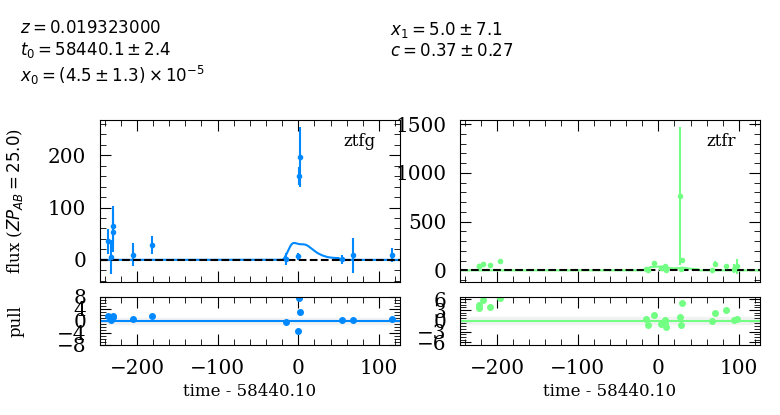 z = 0.019323000
t₀ = 58440.1 ± 2.4
x₀ = (4.5 ± 1.3) × 10⁻⁵
x₁ = 5.0 ± 7.1
c = 0.37 ± 0.27
flux (ZP_AB = 25.0)
200
100
0
ztfg
1500
1000
500
0
ztfr
pull
8
4
0
−4
−8
6
3
0
−3
−6
−200
−100
0
100
−200
−100
0
100
time - 58440.10
time - 58440.10